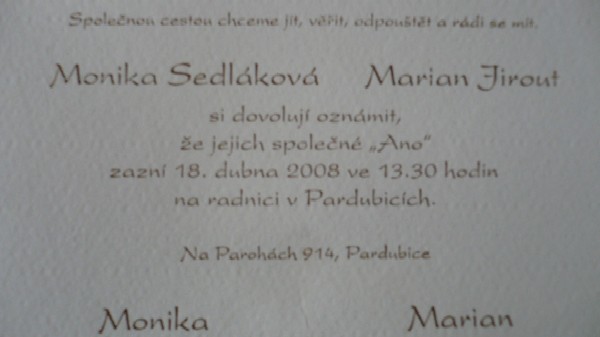 Společnou cestou chceme jít, věřit, odpouštět a rádi se mít.
Monika Sedláková Marian Jirout
si dovolují oznámit,
že jejich společné „Ano"
zazní 18. dubna 2008 ve 13.30 hodin
na radnici v Pardubicích.
Na Parohách 914, Pardubice
Monika Marian